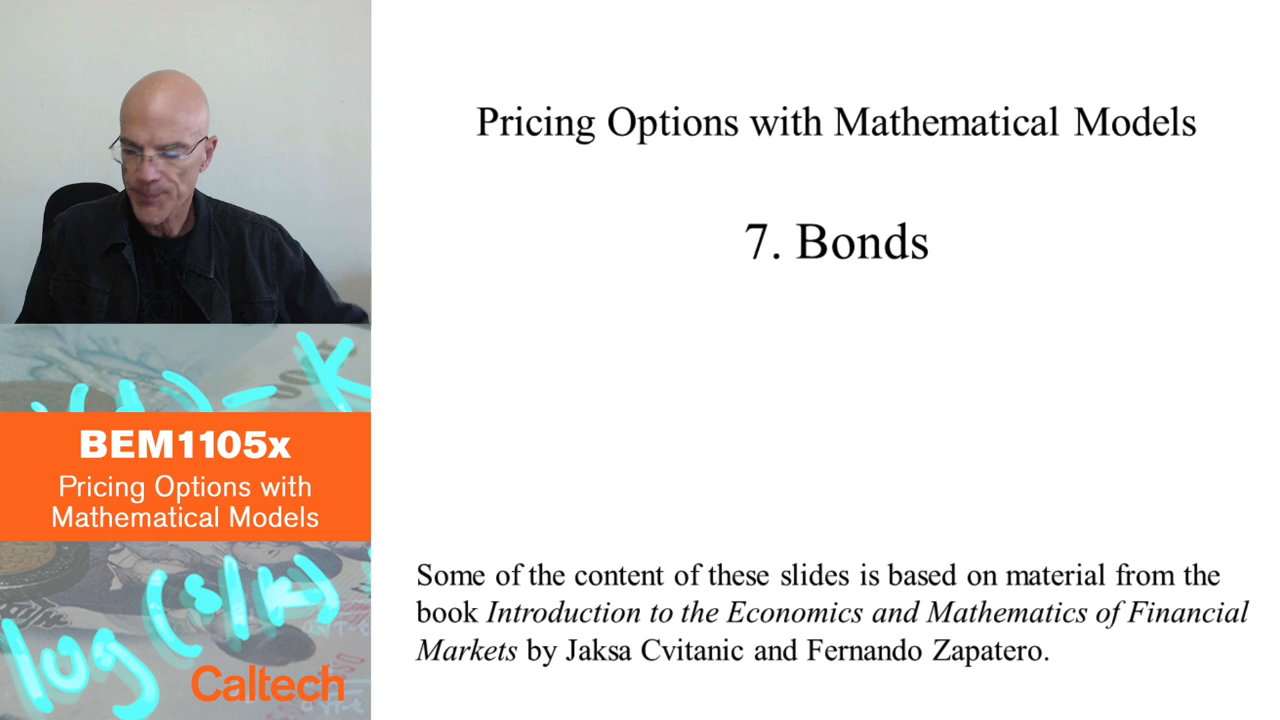 Pricing Options with Mathematical Models
7. Bonds
Some of the content of these slides is based on material from the
book Introduction to the Economics and Mathematics of Financial
Markets by Jaksa Cvitanic and Fernando Zapatero.
BEM1105x
Pricing Options with
Mathematical Models
log (s/k)
Caltech